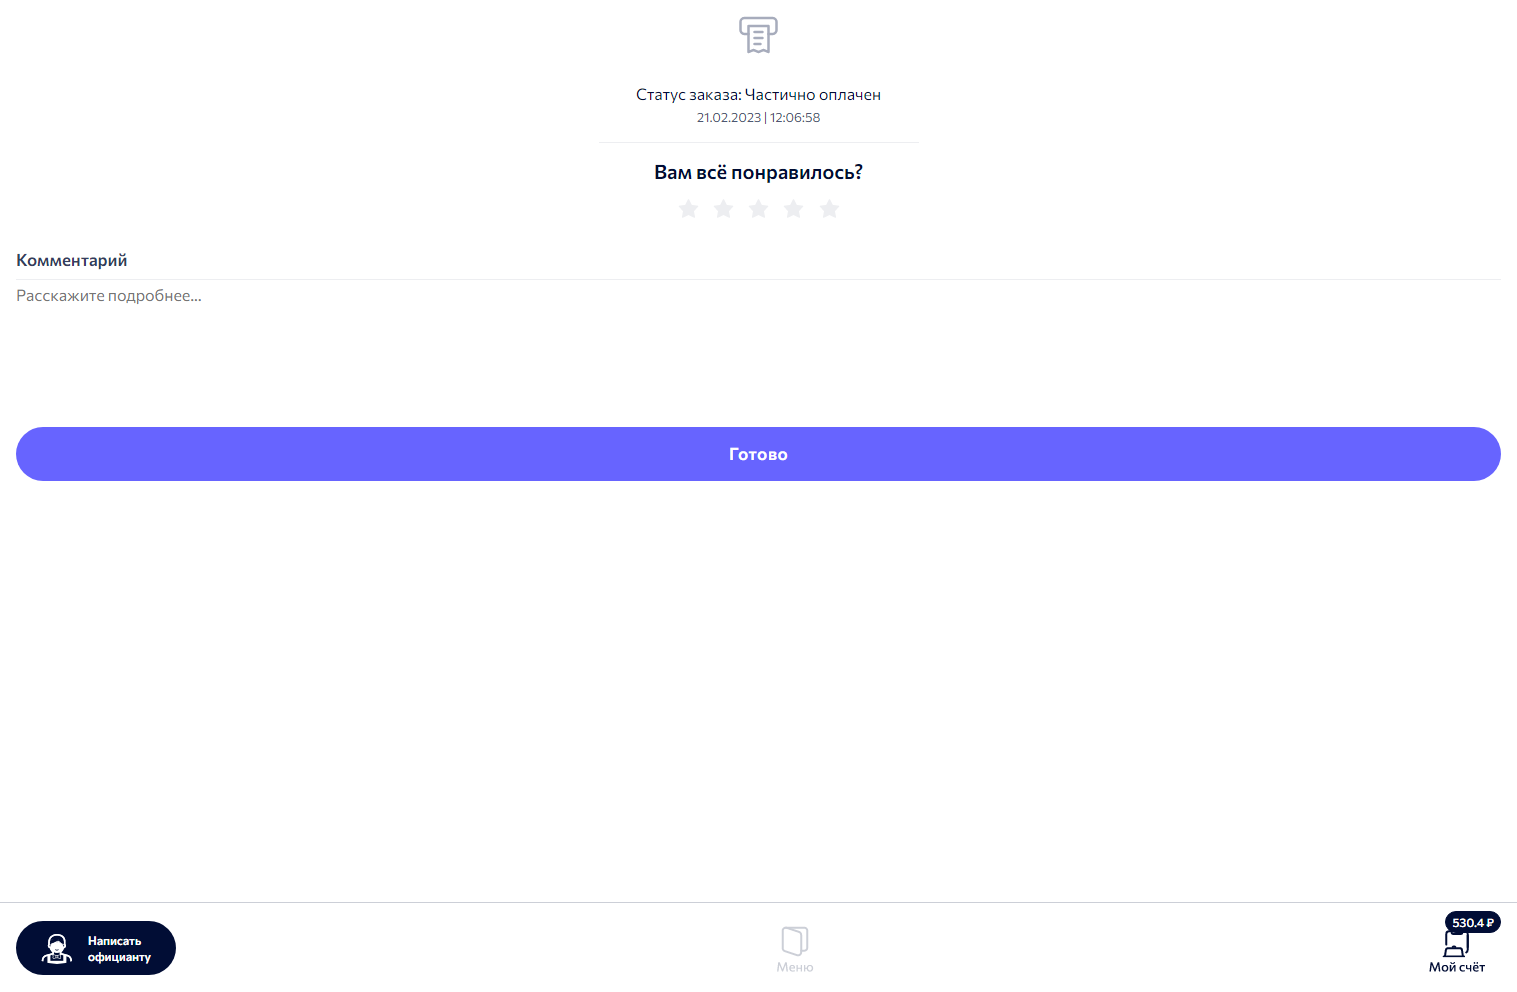 Статус заказа: Частично оплачен
21.02.2023 | 12:06:58
Вам всё понравилось?
Комментарий
Расскажите подробнее...
Готово
Написать
официанту
Меню
530.4 ₽
Мой счёт